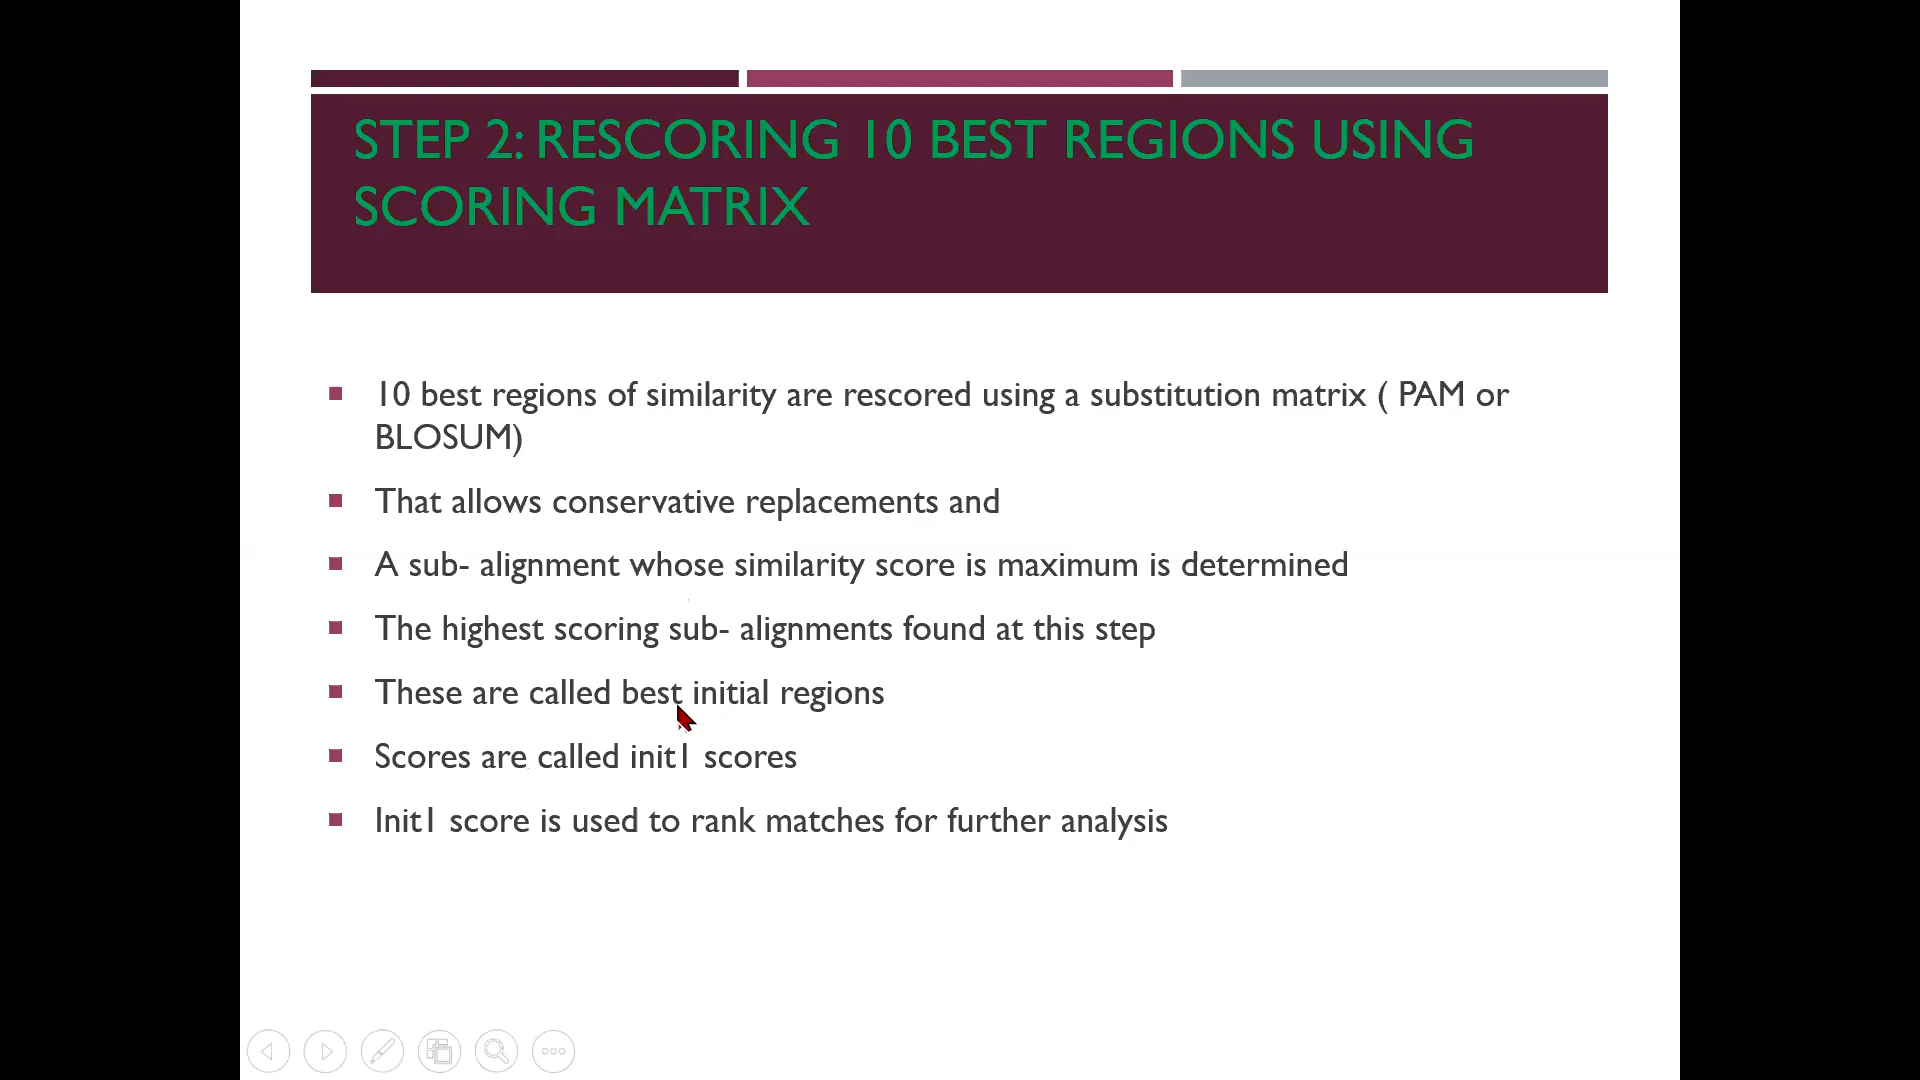 STEP 2: RESCORING 10 BEST REGIONS USING
SCORING MATRIX
10 best regions of similarity are rescored using a substitution matrix ( PAM or
BLOSUM)
That allows conservative replacements and
A sub- alignment whose similarity score is maximum is determined
The highest scoring sub- alignments found at this step
These are called best initial regions
Scores are called init1 scores
Init1 score is used to rank matches for further analysis